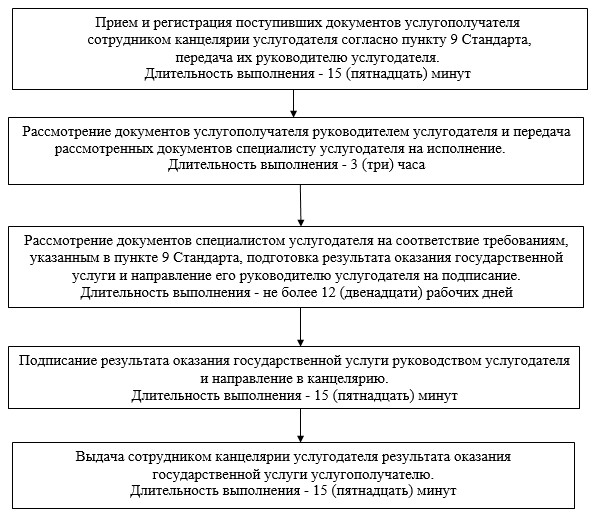 Прием и регистрация поступивших документов услугополучателя
сотрудником канцелярии услугодателя согласно пункту 9 Стандарта,
передача их руководителю услугодателя.
Длительность выполнения - 15 (пятнадцать) минут
Рассмотрение документов услугополучателя руководителем услугодателя и передача
рассмотренных документов специалисту услугодателя на исполнение.
Длительность выполнения - 3 (три) часа
Рассмотрение документов специалистом услугодателя на соответствие требованиям,
указанным в пункте 9 Стандарта, подготовка результата оказания государственной
услуги и направление его руководителю услугодателя на подписание.
Длительность выполнения - не более 12 (двенадцати) рабочих дней
Подписание результата оказания государственной услуги руководством услугодателя
и направление в канцелярию.
Длительность выполнения - 15 (пятнадцать) минут
Выдача сотрудником канцелярии услугодателя результата оказания
государственной услуги услугополучателю.
Длительность выполнения - 15 (пятнадцать) минут